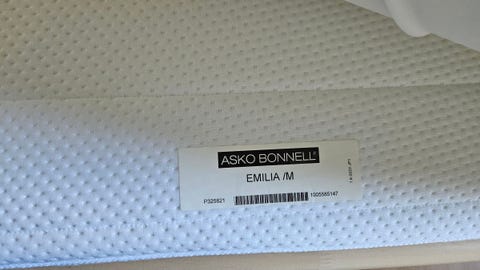 ASKO BONNELL®
EMILIA /M
P325821 1005585147